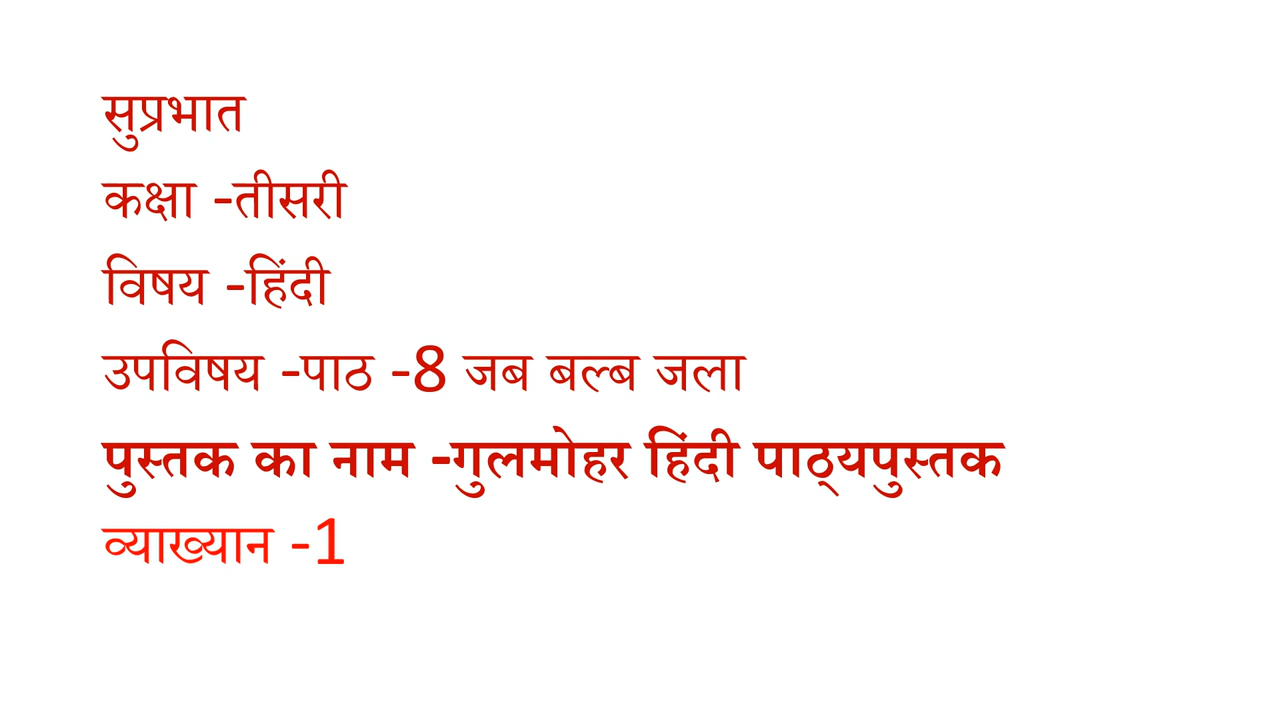 सुप्रभात
कक्षा -तीसरी
विषय -हिंदी
उपविषय -पाठ -8 जब बल्ब जला
पुस्तक का नाम -गुलमोहर हिंदी पाठ्यपुस्तक
व्याख्यान -1